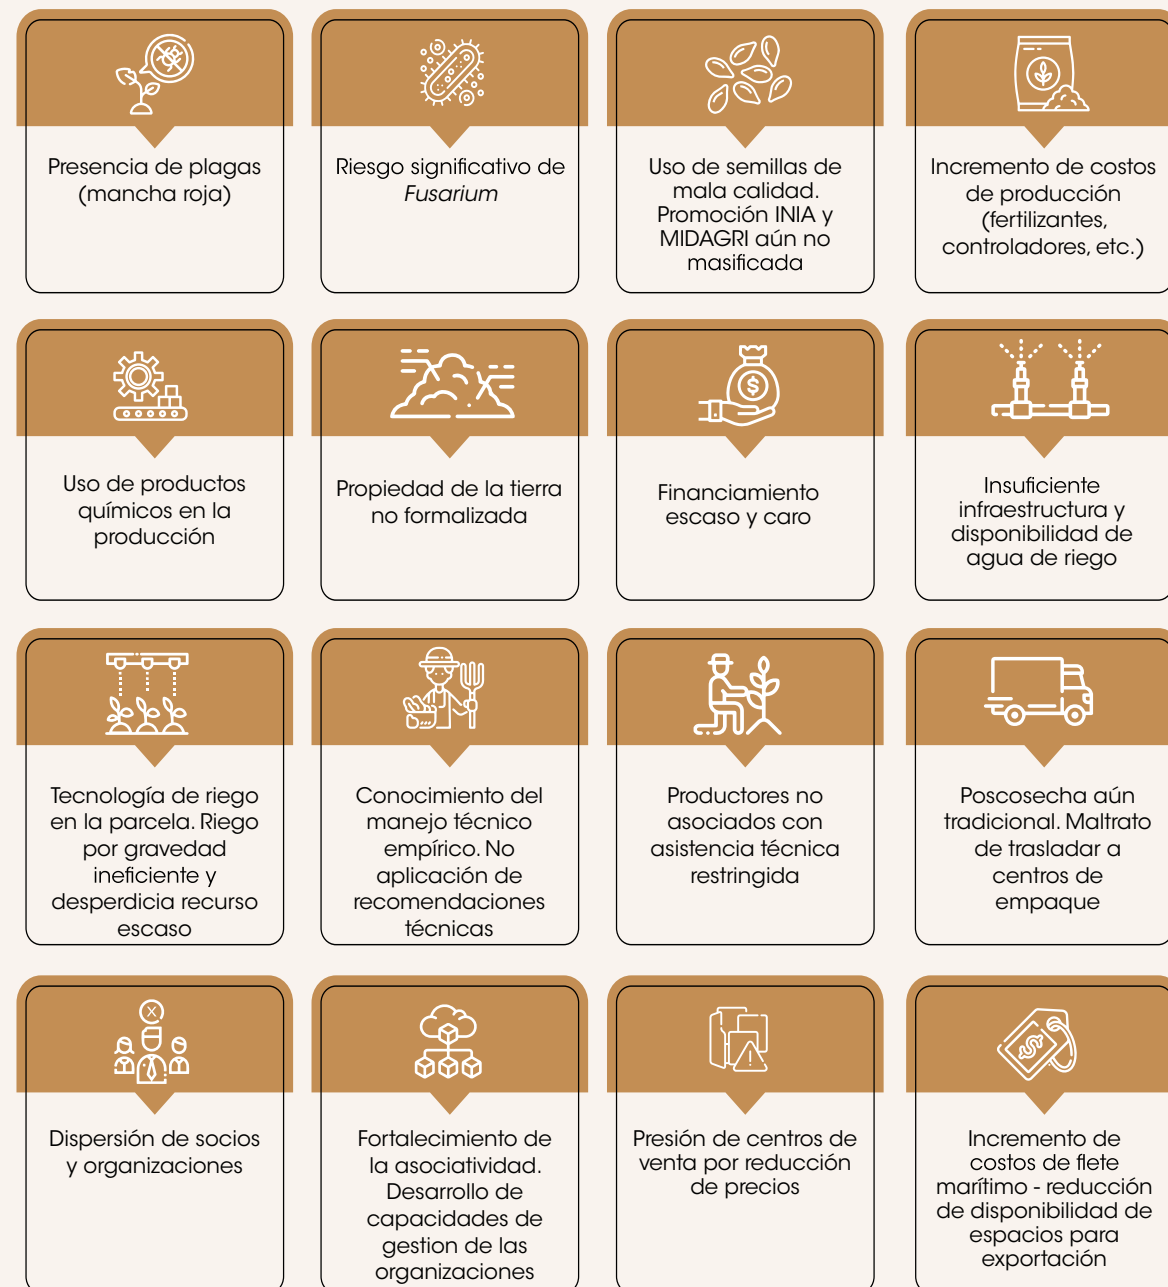 Presencia de plagas
(mancha roja)
Riesgo significativo de
Fusarium
Uso de semillas de
mala calidad.
Promoción INIA y
MIDAGRI aún no
masificada
Incremento de costos
de producción
(fertilizantes,
controladores, etc.)
Uso de productos
químicos en la
producción
Propiedad de la tierra
no formalizada
Financiamiento
escaso y caro
Insuficiente
infraestructura y
disponibilidad de
agua de riego
Tecnología de riego
en la parcela. Riego
por gravedad
ineficiente y
desperdicia recurso
escaso
Conocimiento del
manejo técnico
empírico. No
aplicación de
recomendaciones
técnicas
Productores no
asociados con
asistencia técnica
restringida
Poscosecha aún
tradicional. Maltrato
de trasladar a
centros de
empaque
Dispersión de socios
y organizaciones
Fortalecimiento de
la asociatividad.
Desarrollo de
capacidades de
gestion de las
organizaciones
Presión de centros de
venta por reducción
de precios
Incremento de
costos de flete
marítimo - reducción
de disponibilidad de
espacios para
exportación